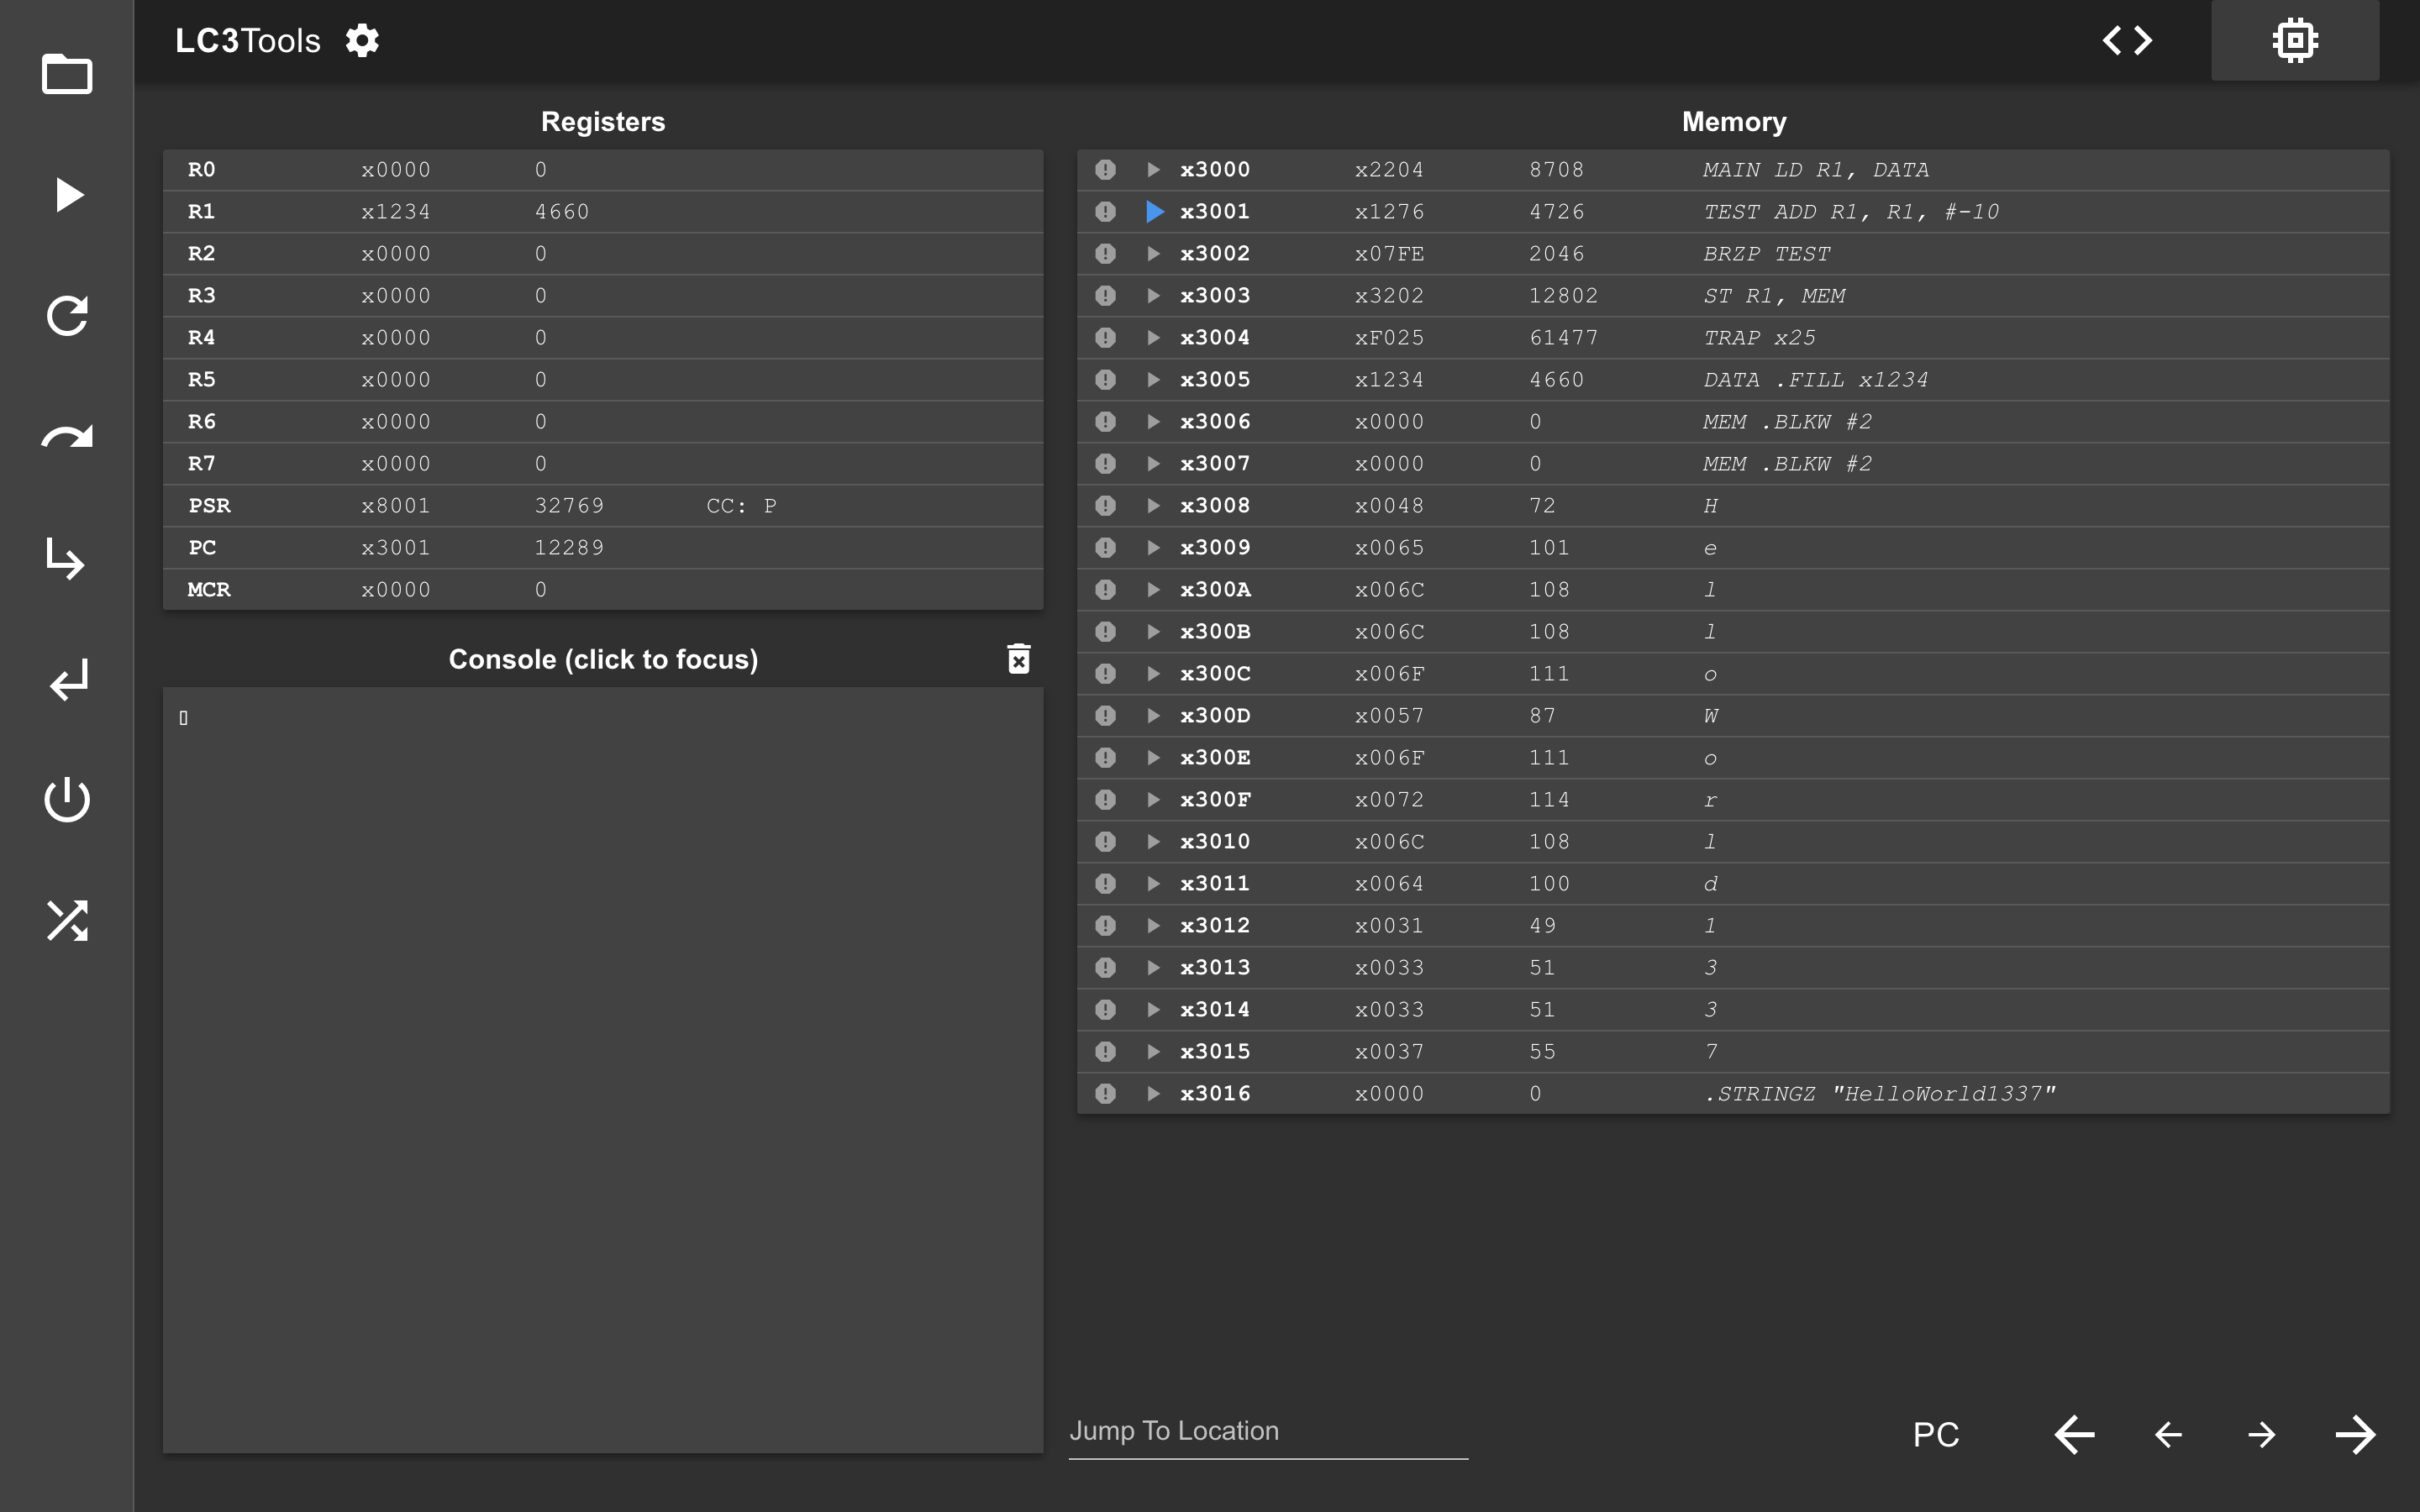 LC3Tools
Registers
R0 x0000 0
R1 x1234 4660
R2 x0000 0
R3 x0000 0
R4 x0000 0
R5 x0000 0
R6 x0000 0
R7 x0000 0
PSR x8001 32769 CC: P
PC x3001 12289
MCR x0000 0
Console (click to focus)
Memory
x3000 x2204 8708 MAIN LD R1, DATA
x3001 x1276 4726 TEST ADD R1, R1, #-10
x3002 x07FE 2046 BRZP TEST
x3003 x3202 12802 ST R1, MEM
x3004 xF025 61477 TRAP x25
x3005 x1234 4660 DATA .FILL x1234
x3006 x0000 0 MEM .BLKW #2
x3007 x0000 0 MEM .BLKW #2
x3008 x0048 72 H
x3009 x0065 101 e
x300A x006C 108 l
x300B x006C 108 l
x300C x006F 111 o
x300D x0057 87 W
x300E x006F 111 o
x300F x0072 114 r
x3010 x006C 108 l
x3011 x0064 100 d
x3012 x0031 49 1
x3013 x0033 51 3
x3014 x0033 51 3
x3015 x0037 55 7
x3016 x0000 0 .STRINGZ "HelloWorld1337"
Jump To Location
PC